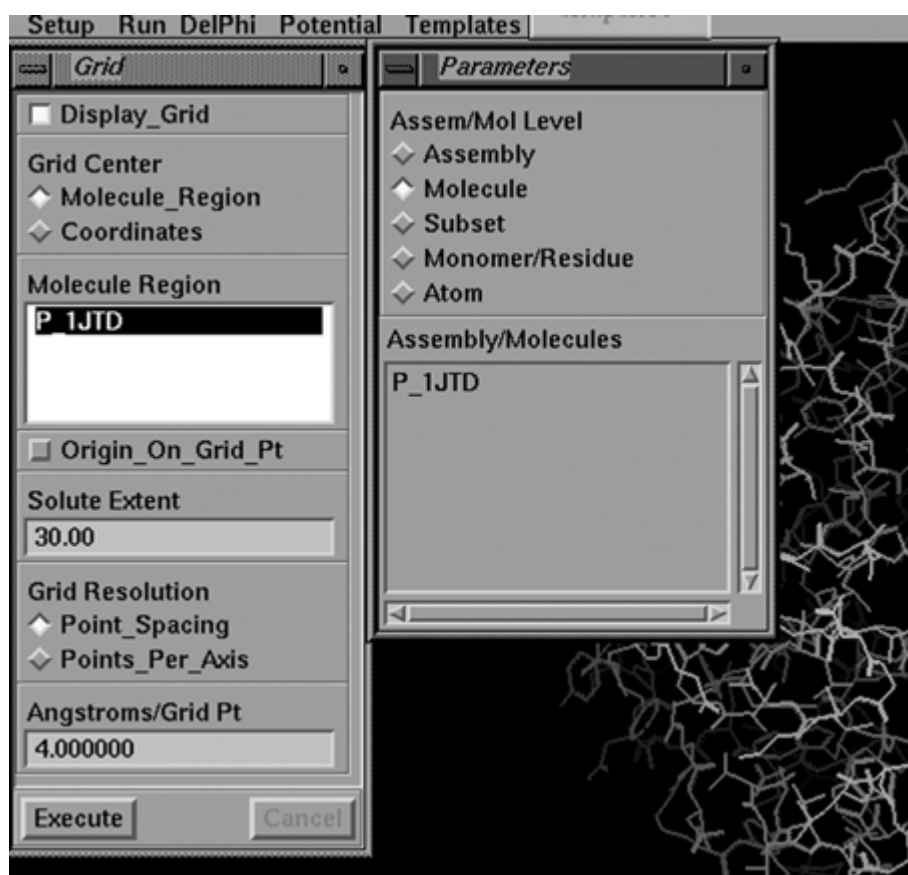 Setup Run DelPhi Potential Templates
Grid
Display_Grid
Grid Center
Molecule_Region
Coordinates
Molecule Region
P_1JTD
Origin_On_Grid_Pt
Solute Extent
30.00
Grid Resolution
Point_Spacing
Points_Per_Axis
Angstroms/Grid Pt
4.000000
Execute Cancel
Parameters
Assem/Mol Level
Assembly
Molecule
Subset
Monomer/Residue
Atom
Assembly/Molecules
P_1JTD